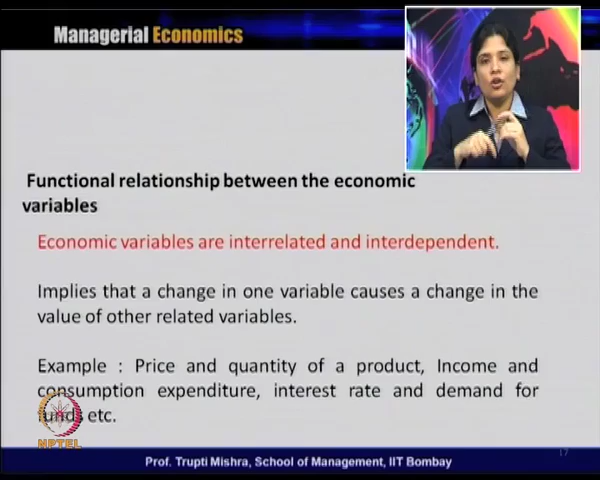 Managerial Economics
Functional relationship between the economic
variables
Economic variables are interrelated and interdependent.
Implies that a change in one variable causes a change in the
value of other related variables.
Example : Price and quantity of a product, Income and
consumption expenditure, interest rate and demand for
funds etc.
NPTEL
17
Prof. Trupti Mishra, School of Management, IIT Bombay